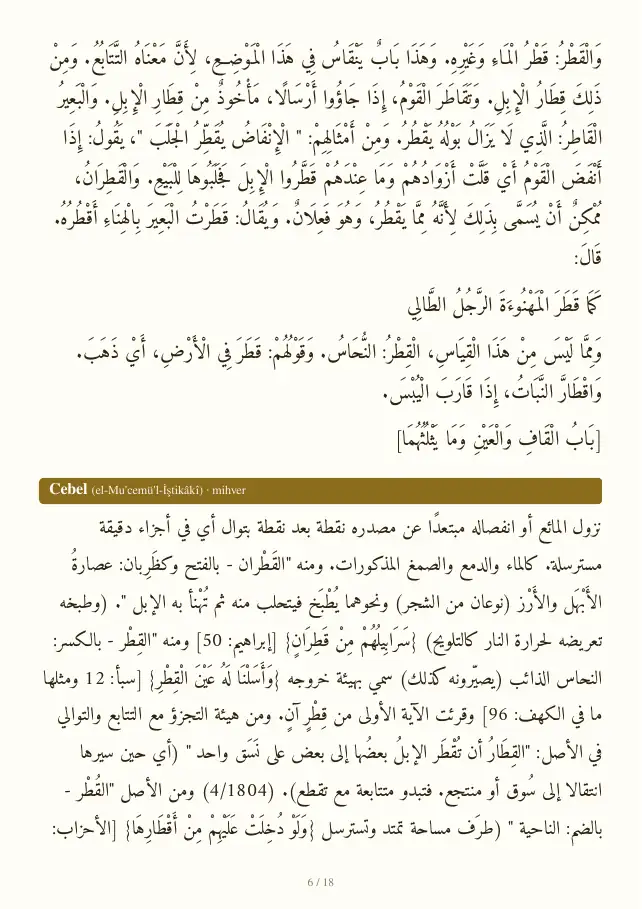 وَالْقَطْرُ: قَطْرُ الْمَاءِ وَغَيْرِهِ. وَهَذَا بَابٌ يَنْقَاسُ فِي هَذَا الْمَوْضِعِ، لِأَنَّ مَعْنَاهُ التَّتَابُعُ. وَمِنْ
ذَلِكَ قِطَارُ الْإِبِلِ. وَتَقَاطَرَ الْقَوْمُ، إِذَا جَاؤُوا أَرْسَالًا، مَأْخُوذٌ مِنْ قِطَارِ الْإِبِلِ. وَالْبَعِيرُ
الْقَاطِرُ: الَّذِي لَا يَزَالُ بَوْلُهُ يَقْطُرُ. وَمِنْ أَمْثَالِهِمْ: " الْإِنْفَاضُ يُقَطِّرُ الْجَلَبَ "، يَقُولُ: إِذَا
أَنْفَضَ الْقَوْمُ أَيْ قَلَّتْ أَزْوَادُهُمْ وَمَا عِنْدَهُمْ قَطَّرُوا الْإِبِلَ فَجَلَبُوهَا لِلْبَيْعِ. وَالْقَطِرَانُ،
مُمْكِنٌ أَنْ يُسَمَّى بِذَلِكَ لِأَنَّهُ مِمَّا يَقْطُرُ، وَهُوَ فَعِلَانٌ. وَيُقَالُ: قَطَرْتُ الْبَعِيرَ بِالْهِنَاءِ أَقْطُرُهُ.
قَالَ:
كَمَا قَطَرَ الْمَهْنُوءَةَ الرَّجُلُ الطَّالِي
وَمِمَّا لَيْسَ مِنْ هَذَا الْقِيَاسِ، الْقِطْرُ: النُّحَاسُ. وَقَوْلُهُمْ: قَطَرَ فِي الْأَرْضِ، أَيْ ذَهَبَ.
وَاقْطَارَّ النَّبَاتُ، إِذَا قَارَبَ الْيُبْسَ.
[بَابُ الْقَافِ وَالْعَيْنِ وَمَا يَثْلُثُهُمَا]
Cebel (el-Mu'cemü'l-İştikâkî) · mihver
نزول المائع أو انفصاله مبتعدًا عن مصدره نقطة بعد نقطة بتوال أي في أجزاء دقيقة
مسترسلة. كالماء والدمع والصمغ المذكورات. ومنه "القَطْران - بالفتح وكظَرِبان: عصارةُ
الأَبْهَل والأَرْز (نوعان من الشجر) ونحوهما يُطْبَخ فيتحلب منه ثم تُهْنأ به الإبل ". (وطبخه
تعريضه لحرارة النار كالتلويح) {سَرَابِيلُهُمْ مِنْ قَطِرَانٍ} [إبراهيم: 50] ومنه "القِطْر - بالكسر:
النحاس الذائب (يصيّرونه كذلك) سمي بهيئة خروجه {وَأَسَلْنَا لَهُ عَيْنَ الْقِطْرِ} [سبأ: 12 ومثلها
ما في الكهف: 96] وقرئت الآية الأولى من قِطْرٍ آنٍ. ومن هيئة التجزؤ مع التتابع والتوالي
في الأصل: "القِطَارُ أن تُقْطَر الإبلُ بعضُها إلى بعض على نَسَق واحد " (أي حين سيرها
انتقالا إلى سُوق أو منتجع. فتبدو متتابعة مع تقطع). (4/1804) ومن الأصل "القُطْر -
بالضم: الناحية " (طرَف مساحة تمتد وتسترسل {وَلَوْ دُخِلَتْ عَلَيْهِمْ مِنْ أَقْطَارِهَا} [الأحزاب:
6 / 18